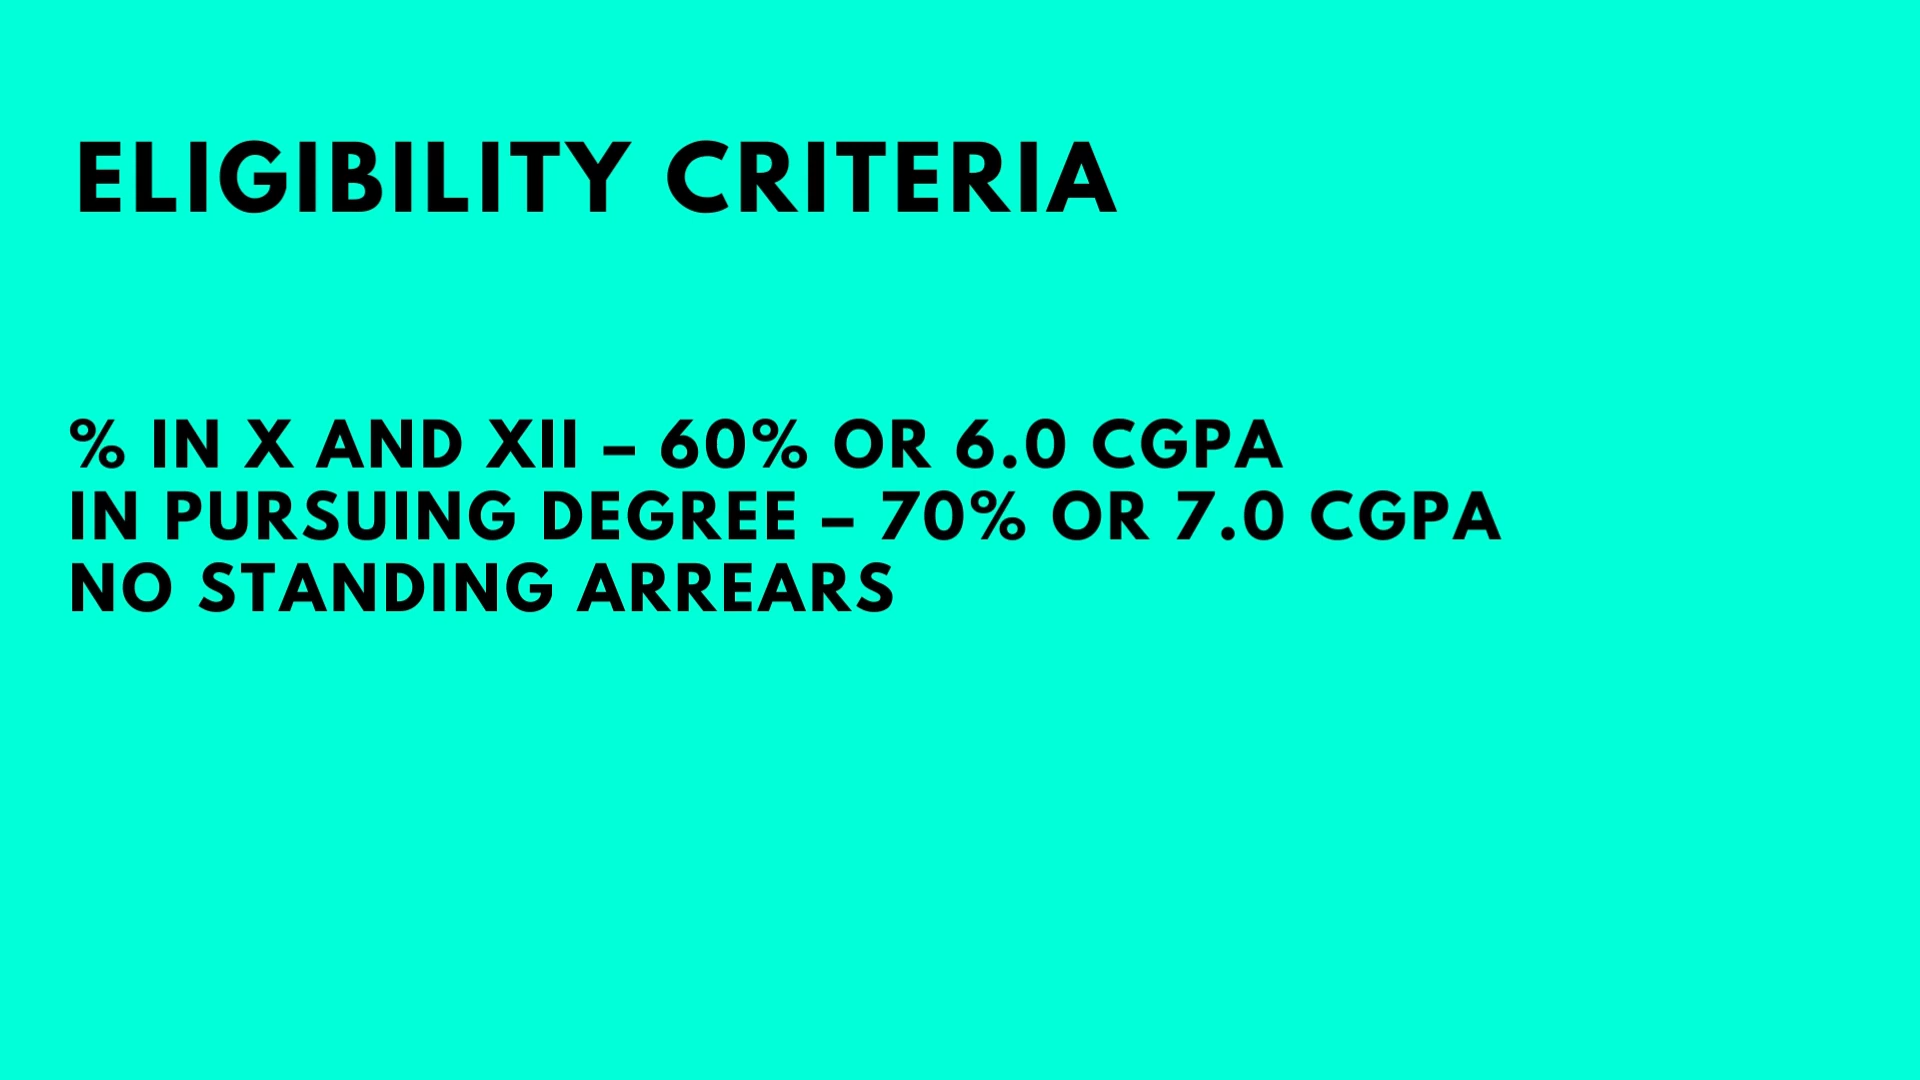 ELIGIBILITY CRITERIA
% IN X AND XII – 60% OR 6.0 CGPA
IN PURSUING DEGREE – 70% OR 7.0 CGPA
NO STANDING ARREARS